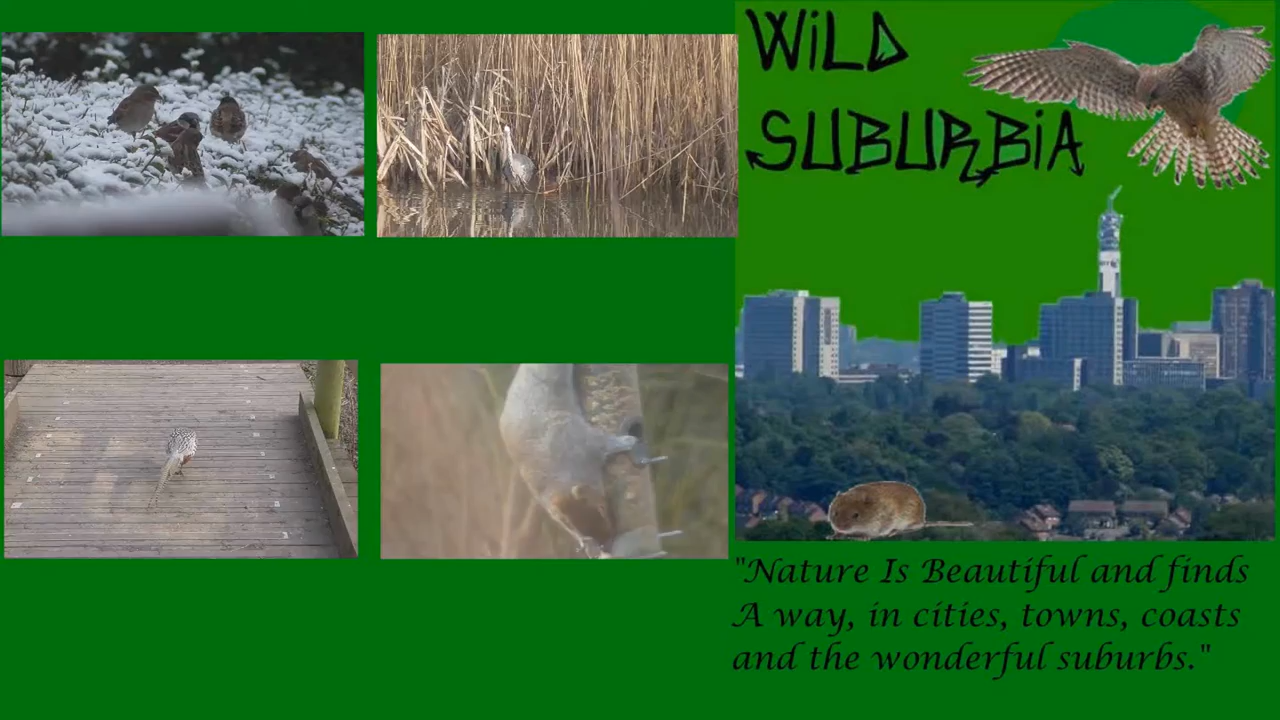 WiLD
SUBURBiA
"Nature Is Beautiful and finds
A way, in cities, towns, coasts
and the wonderful suburbs."